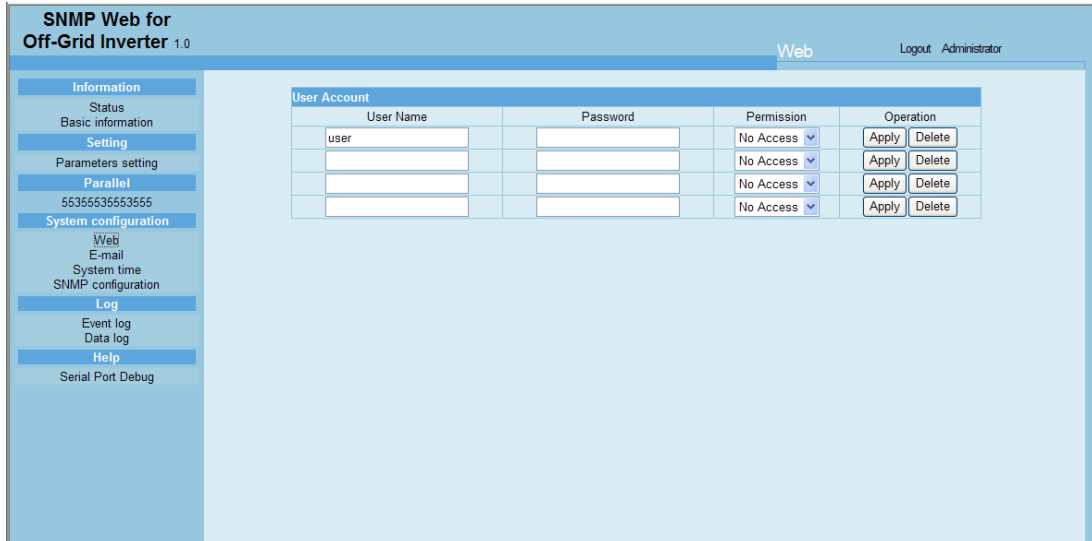 SNMP Web for
Off-Grid Inverter 1.0
Web
Logout Administrator
Information
Status
Basic information
Setting
Parameters setting
Parallel
55355535553555
System configuration
Web
E-mail
System time
SNMP configuration
Log
Event log
Data log
Help
Serial Port Debug
User Account
User Name Password Permission Operation
user No Access Apply Delete
No Access Apply Delete
No Access Apply Delete
No Access Apply Delete